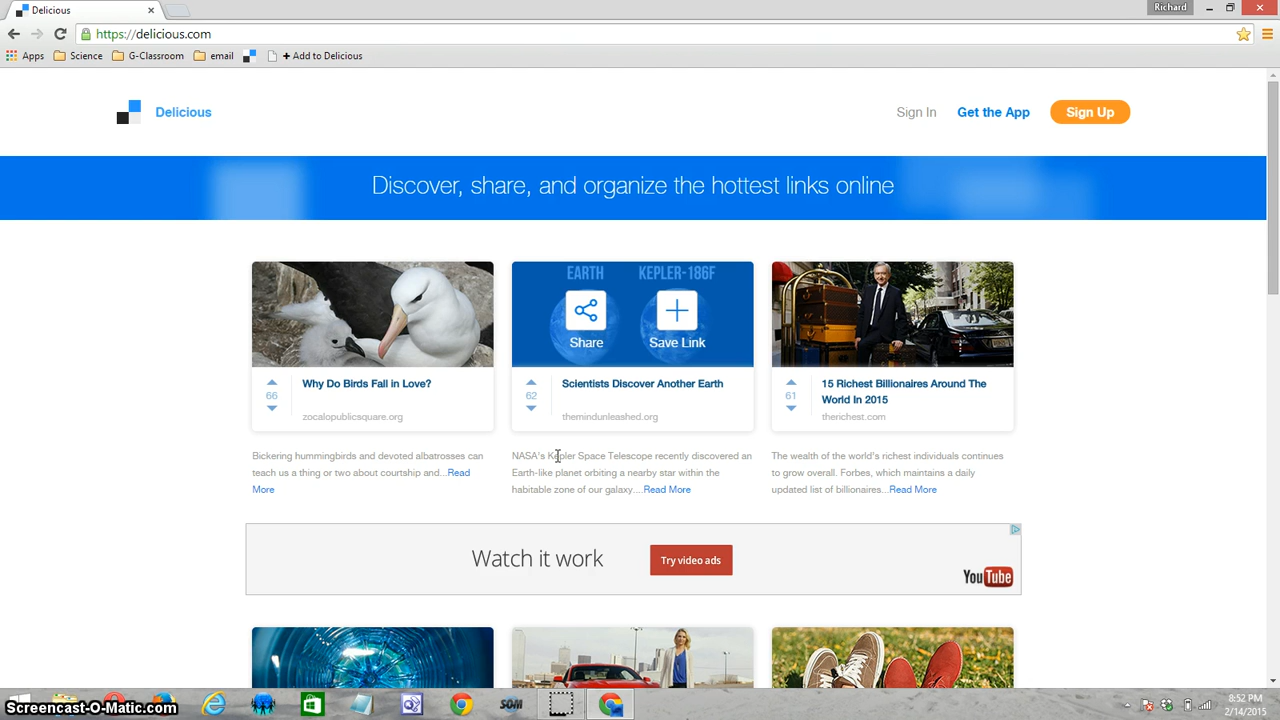 Delicious
Richard
https://delicious.com
Apps Science G-Classroom email + Add to Delicious
Delicious
Sign In Get the App Sign Up
Discover, share, and organize the hottest links online
EARTH KEPLER-186F
Share Save Link
66
Why Do Birds Fall in Love?
zocalopublicsquare.org
Bickering hummingbirds and devoted albatrosses can
teach us a thing or two about courtship and...Read
More
62
Scientists Discover Another Earth
themindunleashed.org
NASA's Kepler Space Telescope recently discovered an
Earth-like planet orbiting a nearby star within the
habitable zone of our galaxy....Read More
61
15 Richest Billionaires Around The
World In 2015
therichest.com
The wealth of the world's richest individuals continues
to grow overall. Forbes, which maintains a daily
updated list of billionaires...Read More
Watch it work
Try video ads
YouTube
SOM
Screencast-O-Matic.com
8:52 PM
2/14/2015